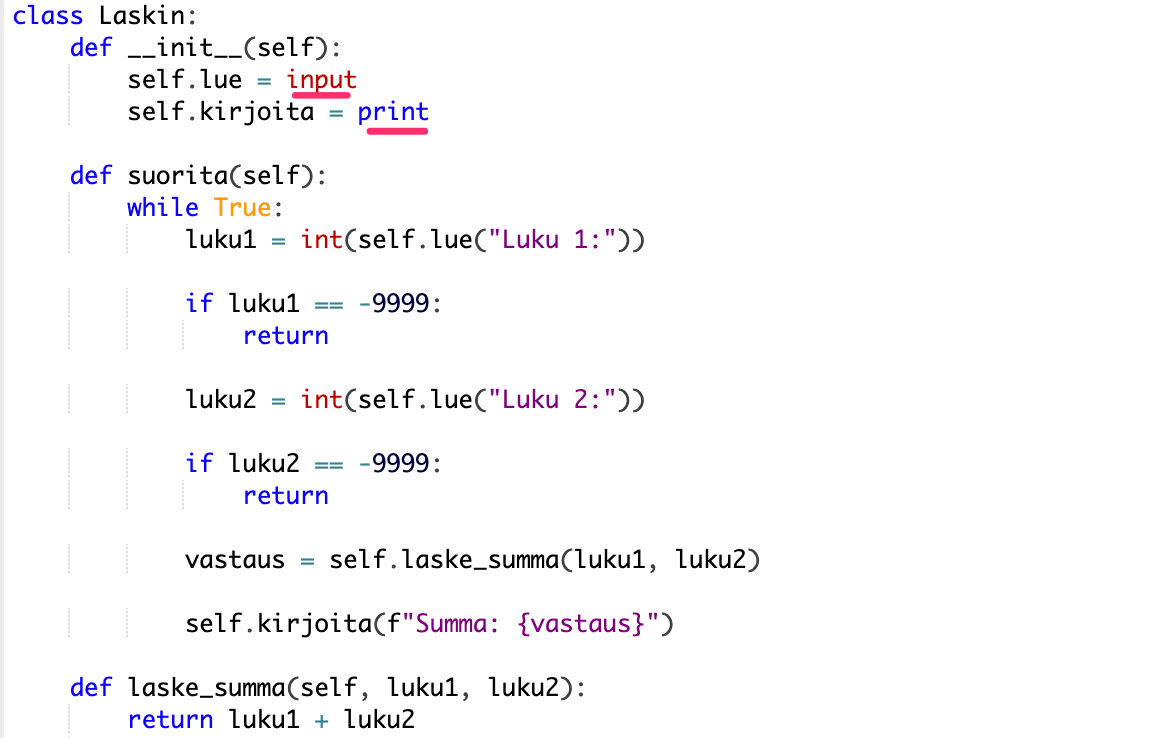 class Laskin:
    def __init__(self):
        self.lue = input
        self.kirjoita = print
    def suorita(self):
        while True:
            luku1 = int(self.lue("Luku 1:"))
            if luku1 == -9999:
                return
            luku2 = int(self.lue("Luku 2:"))
            if luku2 == -9999:
                return
            vastaus = self.laske_summa(luku1, luku2)
            self.kirjoita(f"Summa: {vastaus}")
    def laske_summa(self, luku1, luku2):
        return luku1 + luku2